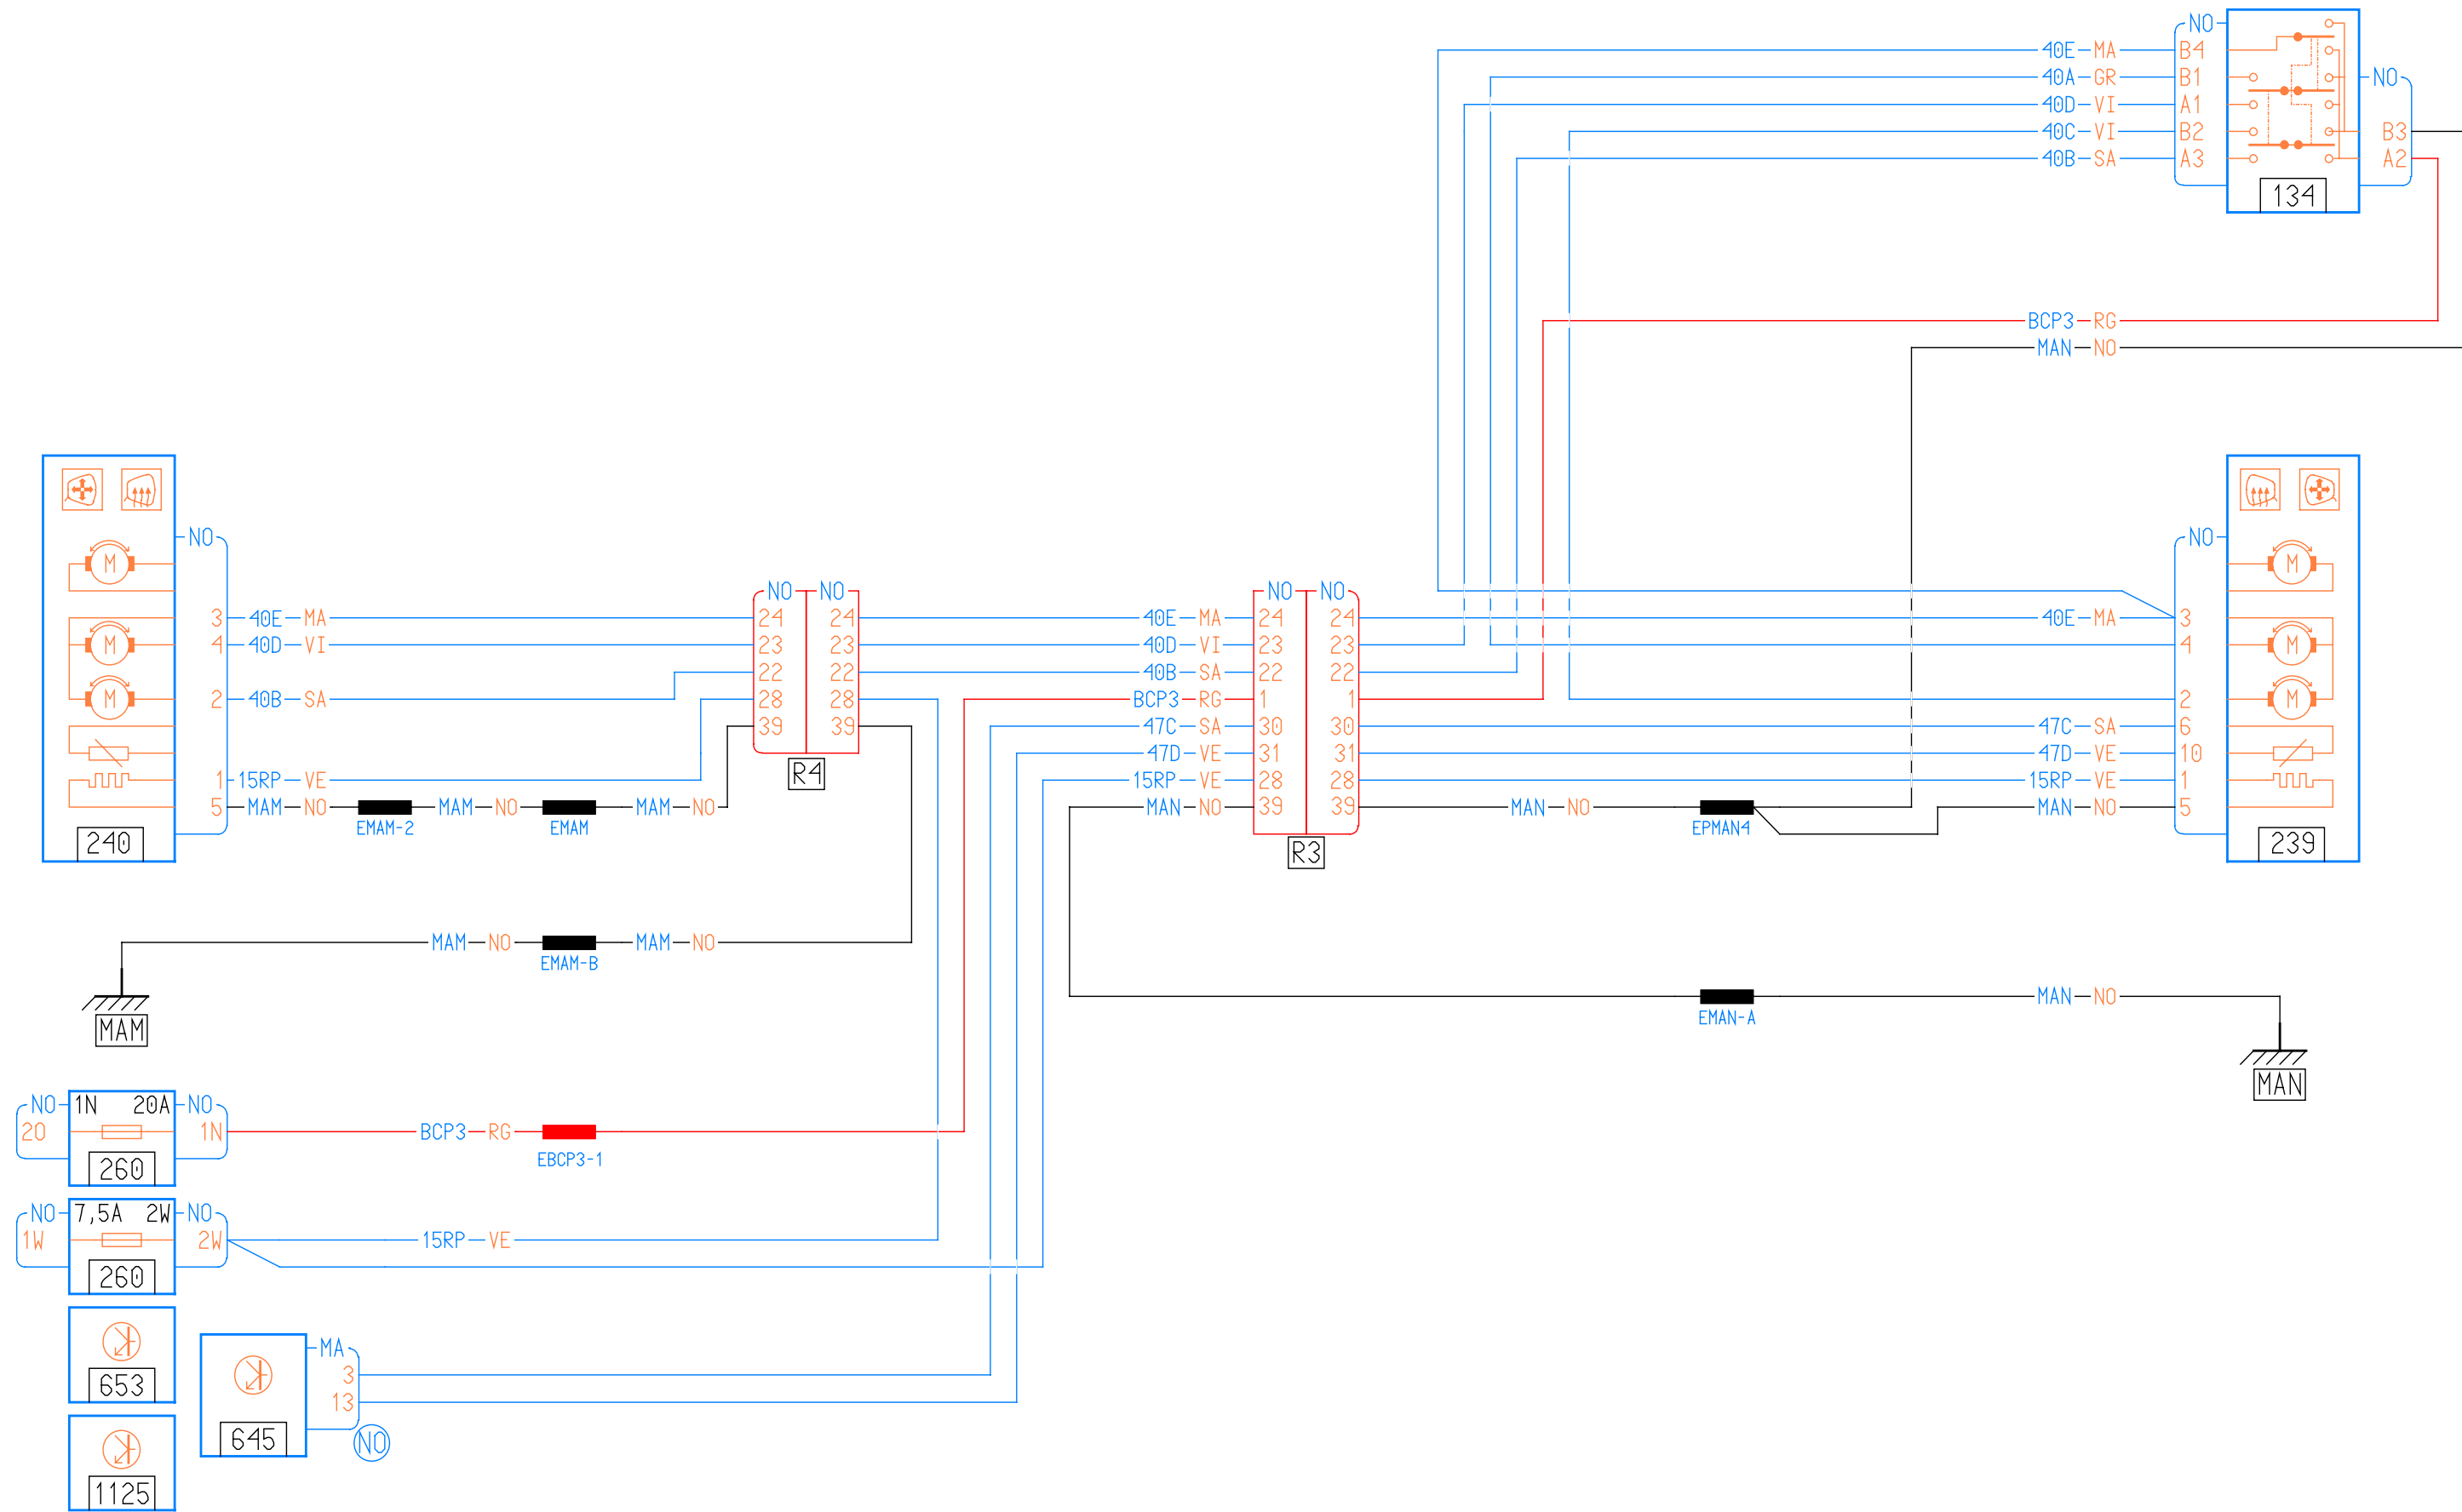 NO
B4
B1
A1
B2
A3
NO
B3
A2
134
40E MA
40A GR
40D VI
40C VI
40B SA
BCP3 RG
MAN NO
M
M
M
NO
3
4
2
1
5
240
40E MA
40D VI
40B SA
15RP VE
MAM NO
EMAM-2
MAM NO
EMAM
MAM NO
NO NO
24 24
23 23
22 22
28 28
39 39
R4
40E MA
40D VI
40B SA
BCP3 RG
47C SA
47D VE
15RP VE
MAN NO
NO NO
24 24
23 23
22 22
1 1
30 30
31 31
28 28
39 39
R3
MAN NO
EPMAN4
40E MA
47C SA
47D VE
15RP VE
MAN NO
NO
3
4
2
6
10
1
5
M
M
M
239
MAM NO
EMAM-B
MAM NO
MAM
EMAN-A
MAN NO
MAN
NO 1N 20A NO
20 1N
260
BCP3 RG
EBCP3-1
NO 7,5A 2W NO
1W 2W
260
15RP VE
653
MA
3
13
645
NO
1125